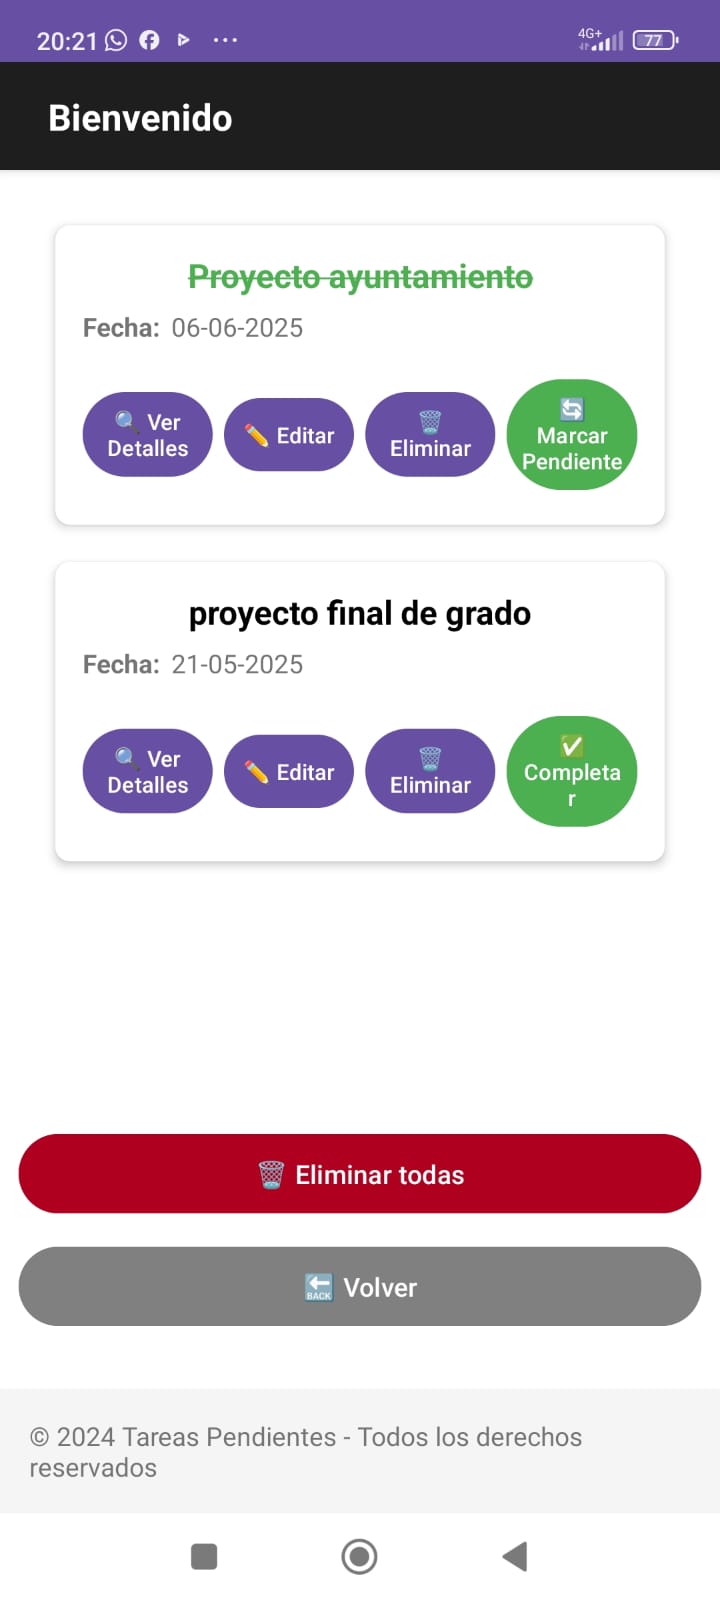 20:21 4G+ 77
Bienvenido
Proyecto ayuntamiento
Fecha: 06-06-2025
Ver
Detalles
Editar
Eliminar
Marcar
Pendiente
proyecto final de grado
Fecha: 21-05-2025
Ver
Detalles
Editar
Eliminar
Completa
r
Eliminar todas
BACK Volver
© 2024 Tareas Pendientes - Todos los derechos
reservados